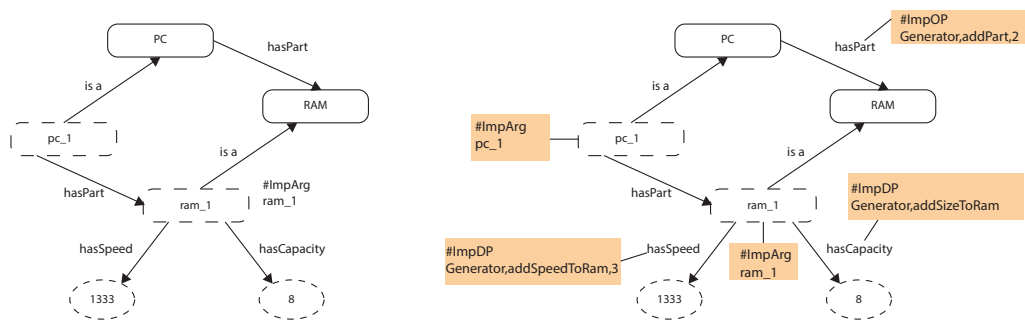 PC
hasPart
is a
RAM
pc_1
is a
hasPart
#ImpArg
ram_1
ram_1
hasSpeed
hasCapacity
1333
8
#ImpOP
Generator,addPart,2
PC
hasPart
is a
RAM
#ImpArg
pc_1
pc_1
is a
hasPart
#ImpDP
Generator,addSizeToRam
ram_1
#ImpDP
Generator,addSpeedToRam,3
hasSpeed
#ImpArg
ram_1
hasCapacity
1333
8